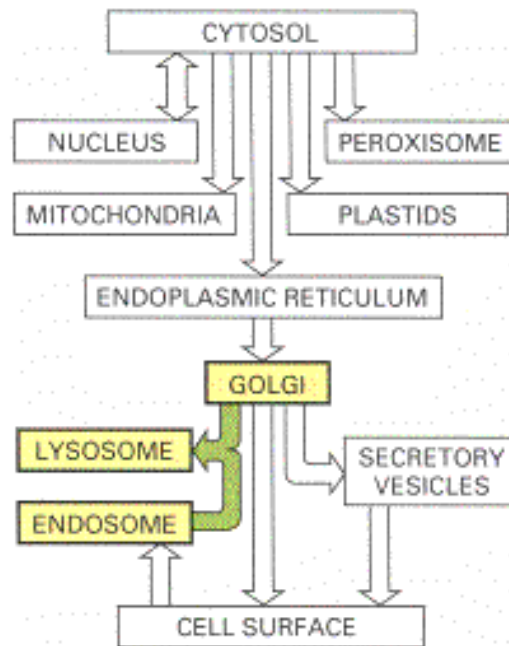 CYTOSOL
NUCLEUS
PEROXISOME
MITOCHONDRIA
PLASTIDS
ENDOPLASMIC RETICULUM
GOLGI
LYSOSOME
SECRETORY
VESICLES
ENDOSOME
CELL SURFACE